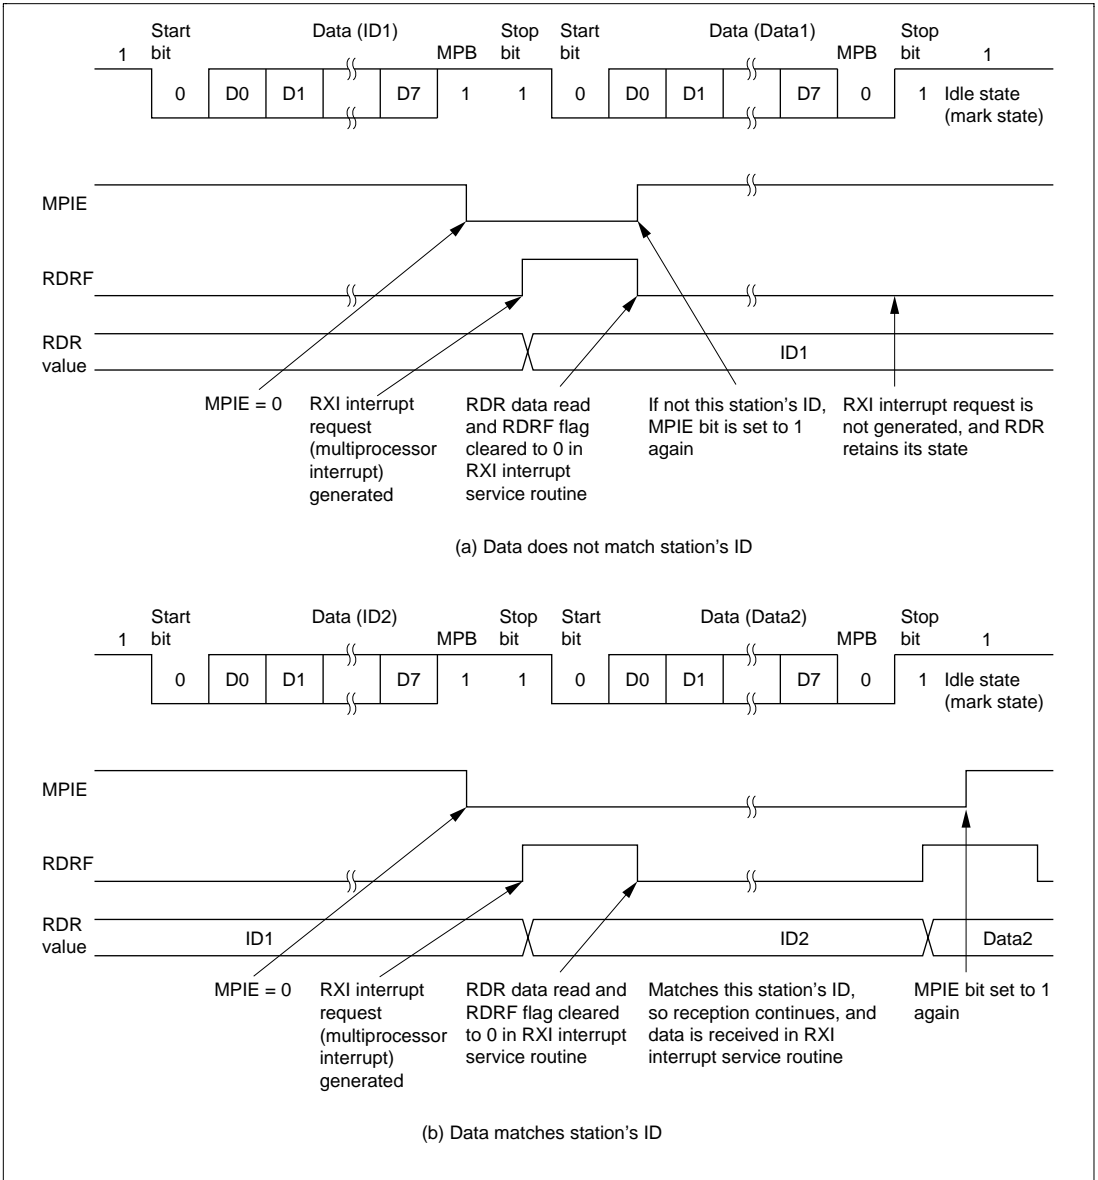 Start bit
Data (ID1)
Stop bit
Start bit
Data (Data1)
Stop bit
1
MPB
MPB
1
0 D0 D1 D7 1 1 0 D0 D1 D7 0 1 Idle state (mark state)
MPIE
RDRF
RDR value
ID1
MPIE = 0
RXI interrupt
request
(multiprocessor
interrupt)
generated
RDR data read
and RDRF flag
cleared to 0 in
RXI interrupt
service routine
If not this station's ID,
MPIE bit is set to 1
again
RXI interrupt request is
not generated, and RDR
retains its state
(a) Data does not match station's ID
Start bit
Data (ID2)
Stop bit
Start bit
Data (Data2)
Stop bit
1
MPB
MPB
1
0 D0 D1 D7 1 1 0 D0 D1 D7 0 1 Idle state (mark state)
MPIE
RDRF
RDR value
ID1
ID2
Data2
MPIE = 0
RXI interrupt
request
(multiprocessor
interrupt)
generated
RDR data read and
RDRF flag cleared
to 0 in RXI interrupt
service routine
Matches this station's ID,
so reception continues, and
data is received in RXI
interrupt service routine
MPIE bit set to 1
again
(b) Data matches station's ID